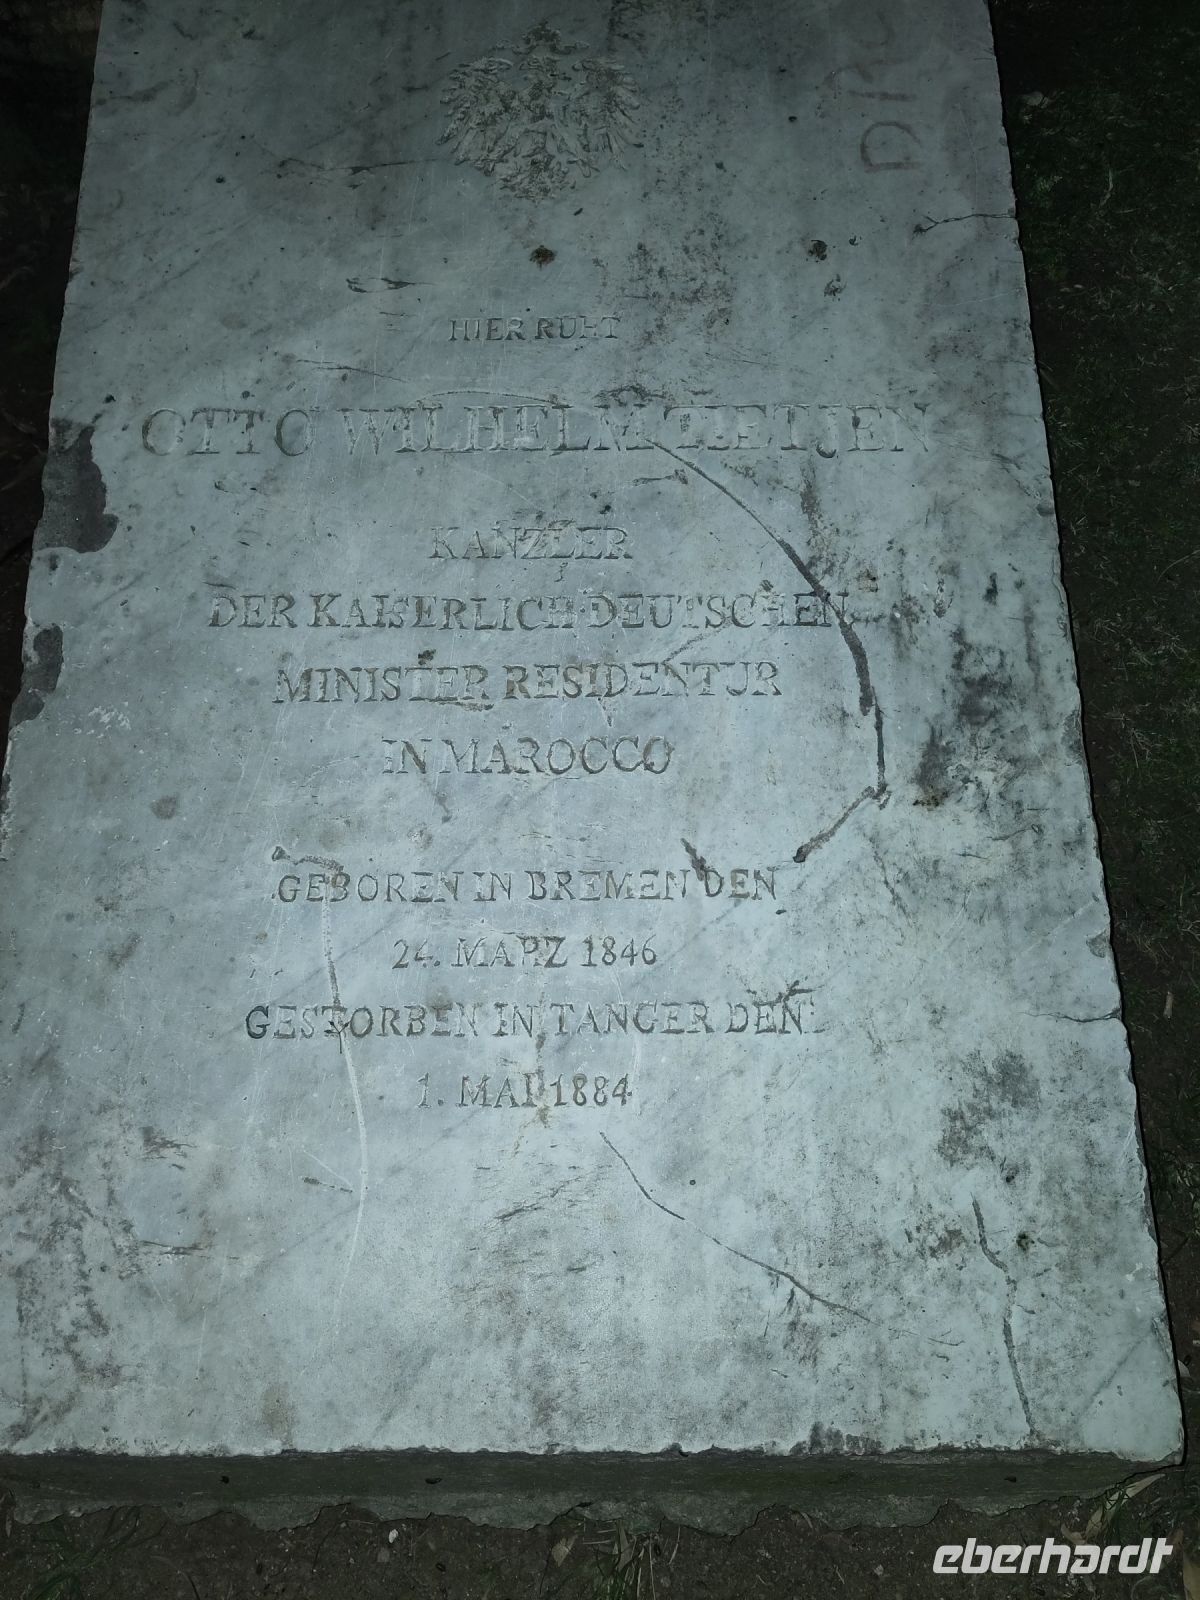 HIER RUHT
OTTO WILHELM TIETJEN
KANZLER
DER KAISERLICH DEUTSCHEN
MINISTER RESIDENTUR
IN MAROCCO
GEBOREN IN BREMEN DEN
24. MÄRZ 1846
GESTORBEN IN TANGER DEN
1. MAI 1884
eberhardt